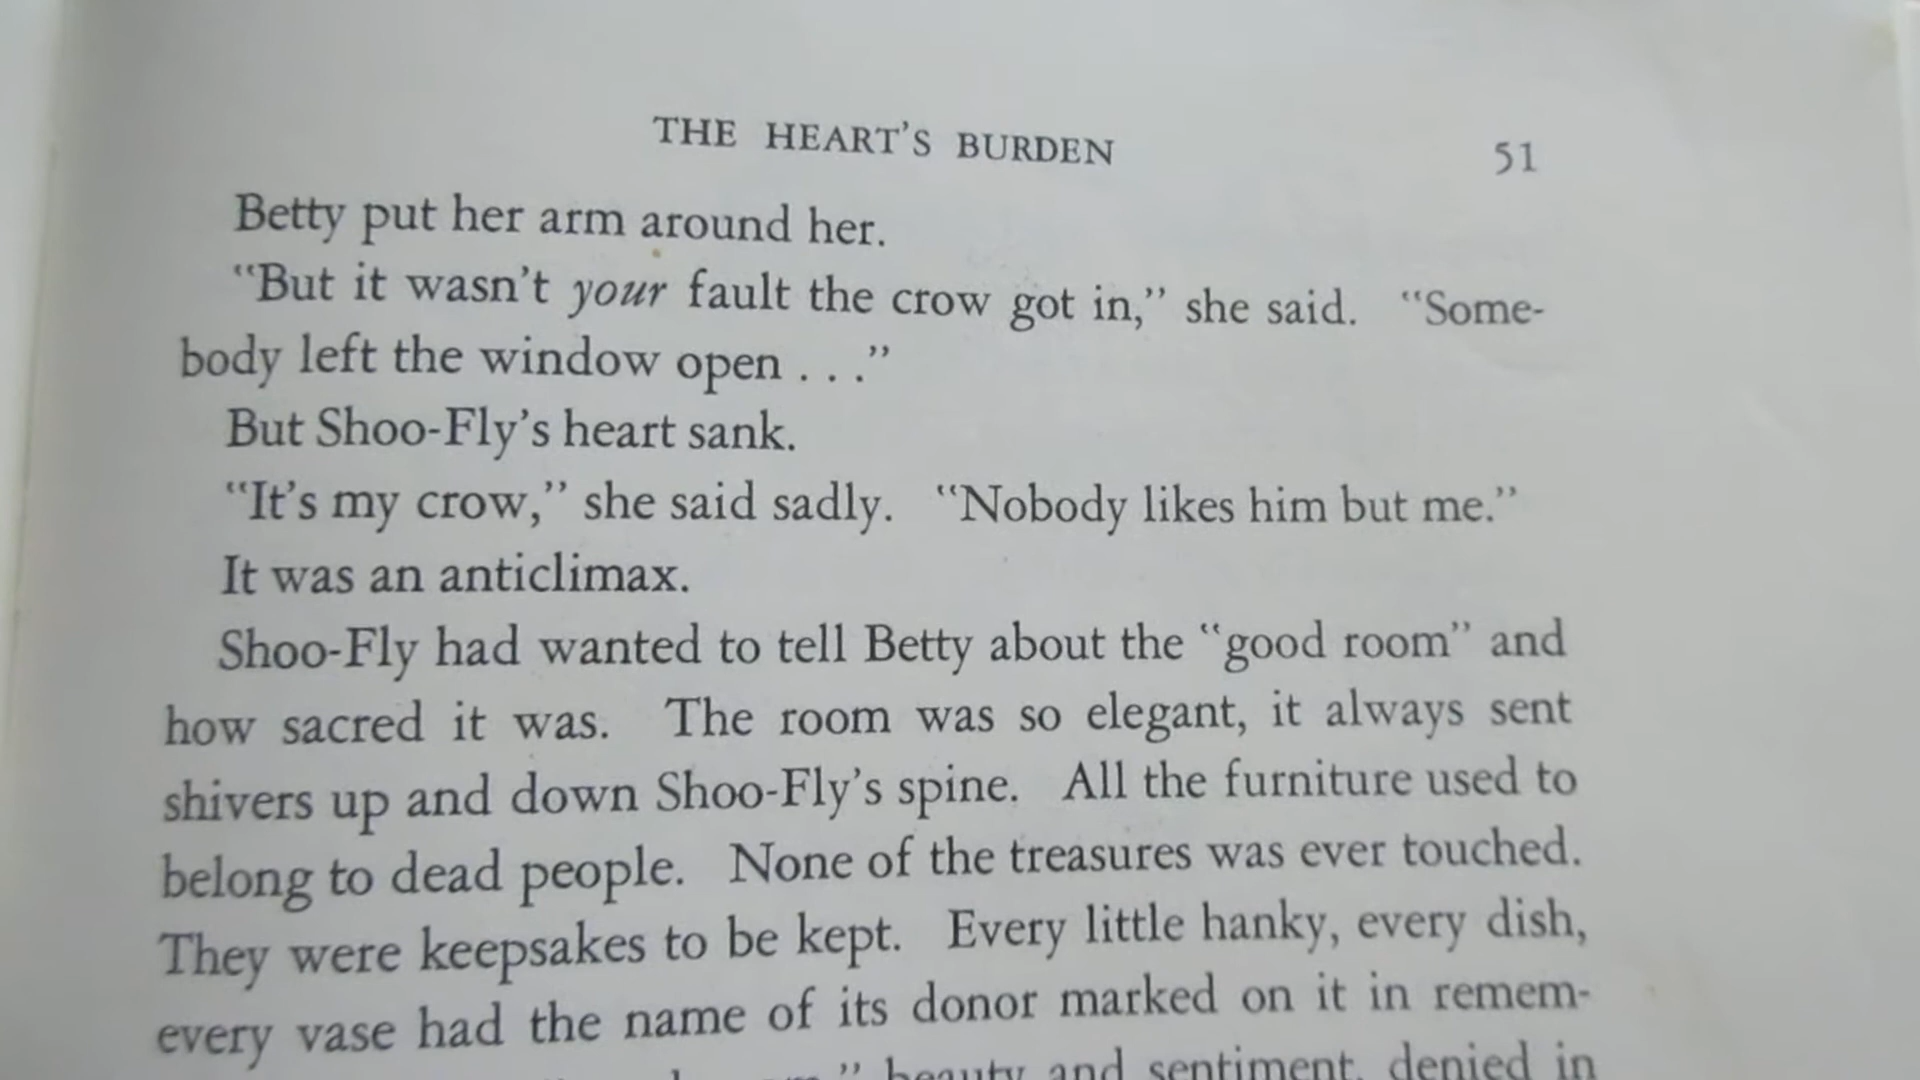 THE HEART'S BURDEN 51
Betty put her arm around her.
"But it wasn't your fault the crow got in," she said. "Some-
body left the window open . . ."
But Shoo-Fly's heart sank.
"It's my crow," she said sadly. "Nobody likes him but me."
It was an anticlimax.
Shoo-Fly had wanted to tell Betty about the "good room" and
how sacred it was. The room was so elegant, it always sent
shivers up and down Shoo-Fly's spine. All the furniture used to
belong to dead people. None of the treasures was ever touched.
They were keepsakes to be kept. Every little hanky, every dish,
every vase had the name of its donor marked on it in remem-
" beauty and sentiment, denied in